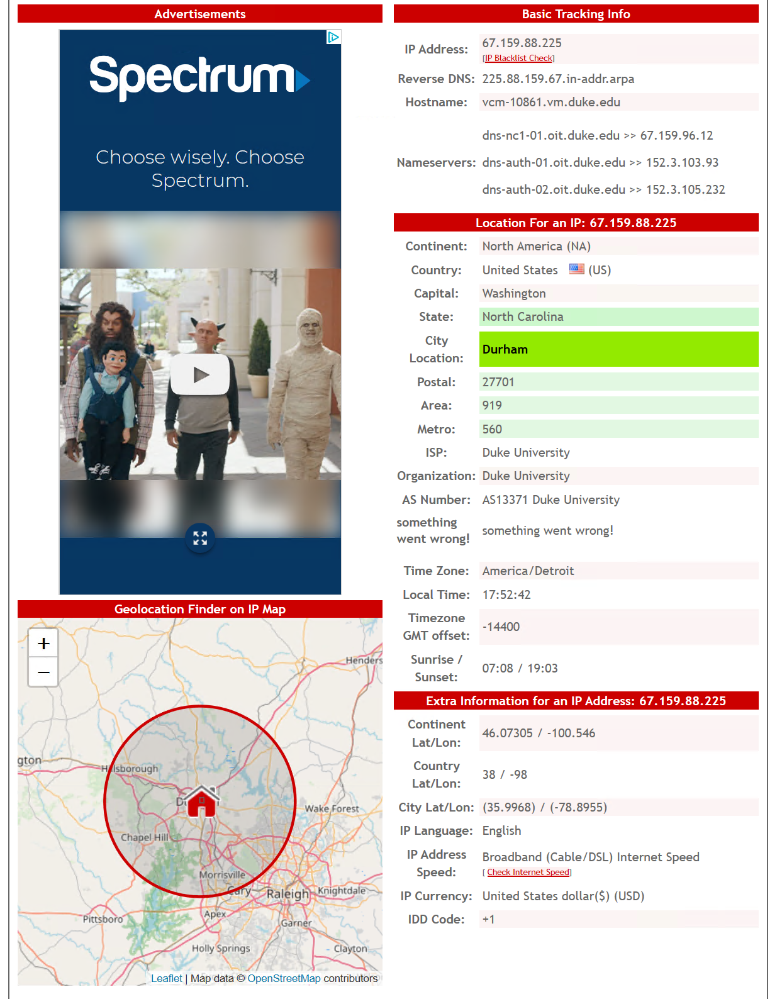 Advertisements
Spectrum
Choose wisely. Choose
Spectrum.
Geolocation Finder on IP Map
+
−
Henders
gton
Hillsborough
Wake Forest
Chapel Hill
Morrisville
Cary
Raleigh
Knightdale
Apex
Pittsboro
Garner
Holly Springs
Clayton
Leaflet | Map data © OpenStreetMap contributors
Basic Tracking Info
IP Address: 67.159.88.225
[IP Blacklist Check]
Reverse DNS: 225.88.159.67.in-addr.arpa
Hostname: vcm-10861.vm.duke.edu
dns-nc1-01.oit.duke.edu >> 67.159.96.12
Nameservers: dns-auth-01.oit.duke.edu >> 152.3.103.93
dns-auth-02.oit.duke.edu >> 152.3.105.232
Location For an IP: 67.159.88.225
Continent: North America (NA)
Country: United States (US)
Capital: Washington
State: North Carolina
City
Location: Durham
Postal: 27701
Area: 919
Metro: 560
ISP: Duke University
Organization: Duke University
AS Number: AS13371 Duke University
something
went wrong! something went wrong!
Time Zone: America/Detroit
Local Time: 17:52:42
Timezone
GMT offset: -14400
Sunrise /
Sunset: 07:08 / 19:03
Extra Information for an IP Address: 67.159.88.225
Continent
Lat/Lon: 46.07305 / -100.546
Country
Lat/Lon: 38 / -98
City Lat/Lon: (35.9968) / (-78.8955)
IP Language: English
IP Address
Speed: Broadband (Cable/DSL) Internet Speed
[ Check Internet Speed]
IP Currency: United States dollar($) (USD)
IDD Code: +1